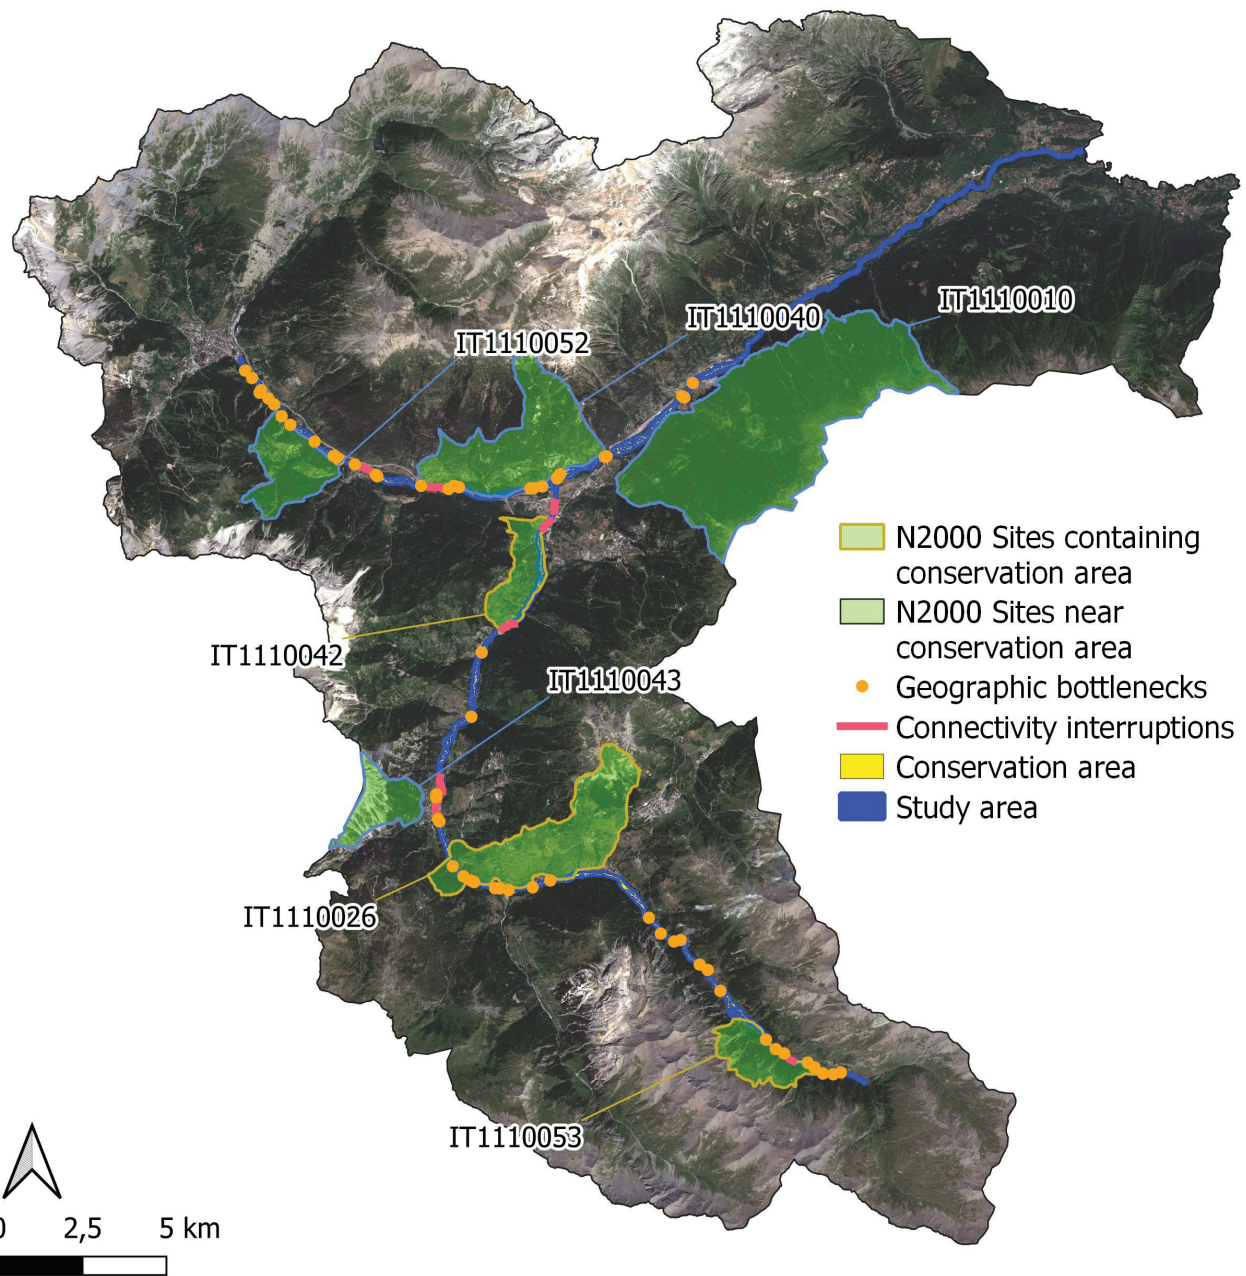 IT1110010
IT1110040
IT1110052
N2000 Sites containing
conservation area
N2000 Sites near
conservation area
IT1110042
IT1110043
Geographic bottlenecks
Connectivity interruptions
Conservation area
Study area
IT1110026
IT1110053
0 2,5 5 km